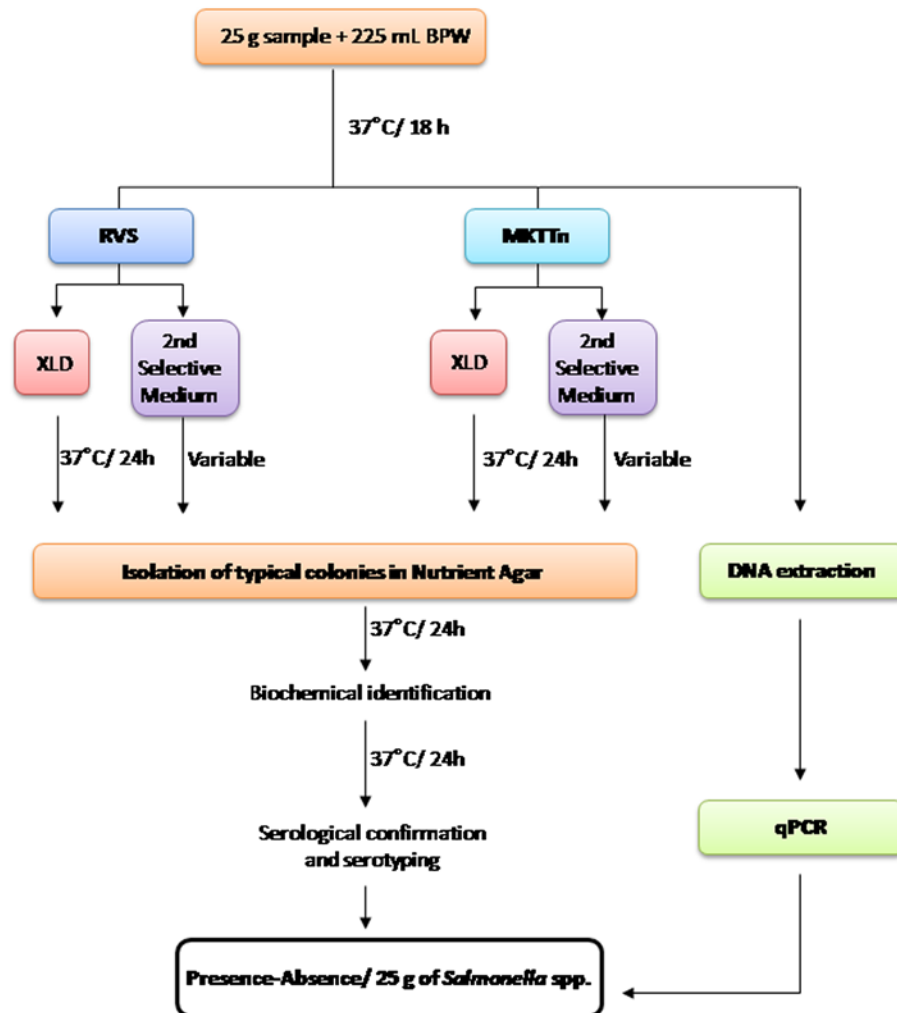 25 g sample + 225 mL BPW
37°C/ 18 h
RVS
MKTTn
XLD
2nd
Selective
Medium
XLD
2nd
Selective
Medium
37°C/ 24h
Variable
37°C/ 24h
Variable
Isolation of typical colonies in Nutrient Agar
DNA extraction
37°C/ 24h
Biochemical identification
37°C/ 24h
Serological confirmation
and serotyping
qPCR
Presence-Absence/ 25 g of Salmonella spp.